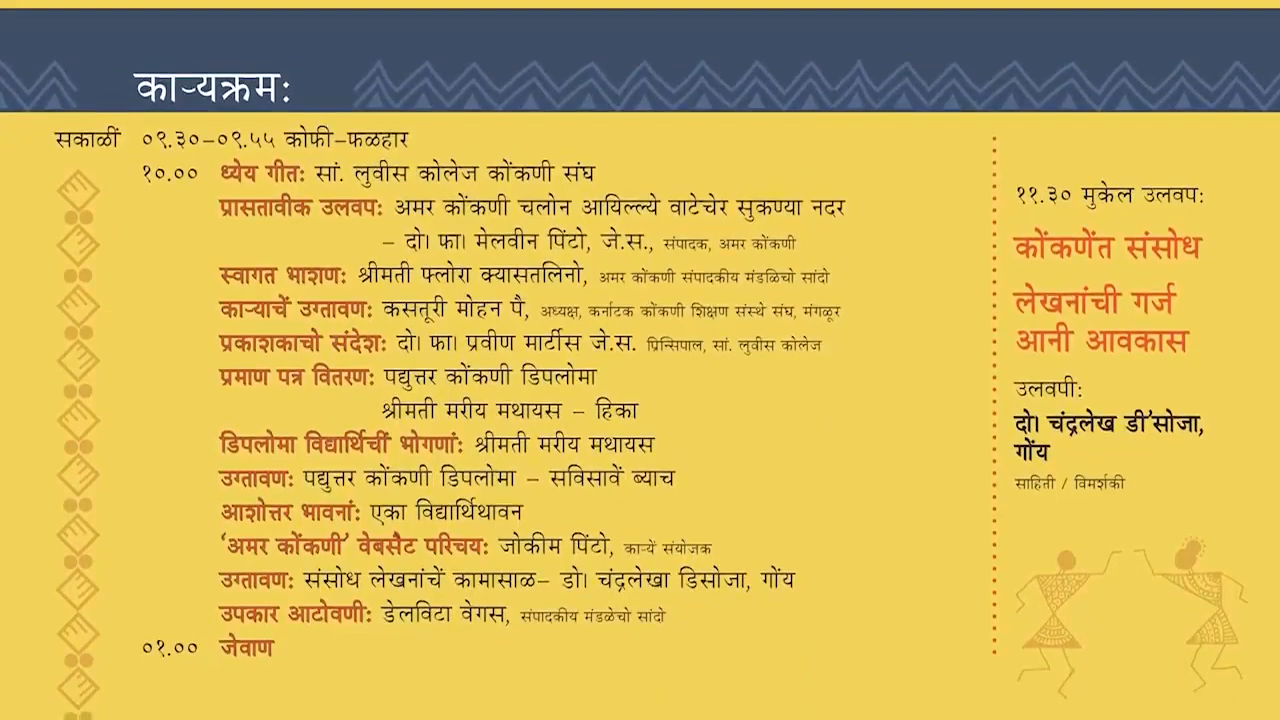 काऱ्यक्रम:
सकाळीं ०९.३०-०९.५५ कोफी-फळहार
१०.०० ध्येय गीत: सां. लुवीस कोलेज कोंकणी संघ
प्रासतावीक उलवप: अमर कोंकणी चलोन आयिल्ल्ये वाटेचेर सुकण्या नदर
- दो। फा। मेलवीन पिंटो, जे.स., संपादक, अमर कोंकणी
स्वागत भाशण: श्रीमती फ्लोरा क्यासतलिनो, अमर कोंकणी संपादकीय मंडळिचो सांदो
काऱ्याचें उग्तावण: कसतूरी मोहन पै, अध्यक्ष, कर्नाटक कोंकणी शिक्षण संस्थे संघ, मंगळूर
प्रकाशकाचो संदेश: दो। फा। प्रवीण मार्टीस जे.स. प्रिन्सिपाल, सां. लुवीस कोलेज
प्रमाण पत्र वितरण: पद्युत्तर कोंकणी डिपलोमा
श्रीमती मरीय मथायस - हिका
डिपलोमा विद्यार्थिचीं भोगणां: श्रीमती मरीय मथायस
उग्तावण: पद्युत्तर कोंकणी डिपलोमा - सविसावें ब्याच
आशोत्तर भावनां: एका विद्यार्थिथावन
'अमर कोंकणी' वेबसैट परिचय: जोकीम पिंटो, काऱ्यें संयोजक
उग्तावण: संसोध लेखनांचें कामासाळ- डो। चंद्रलेखा डिसोजा, गोंय
उपकार आटोवणी: डेलविटा वेगस, संपादकीय मंडळेचो सांदो
०१.०० जेवाण
११.३० मुकेल उलवप:
कोंकणेंत संसोध
लेखनांची गर्ज
आनी आवकास
उलवपी:
दो। चंद्रलेख डी'सोजा,
गोंय
साहिती / विमर्शकी